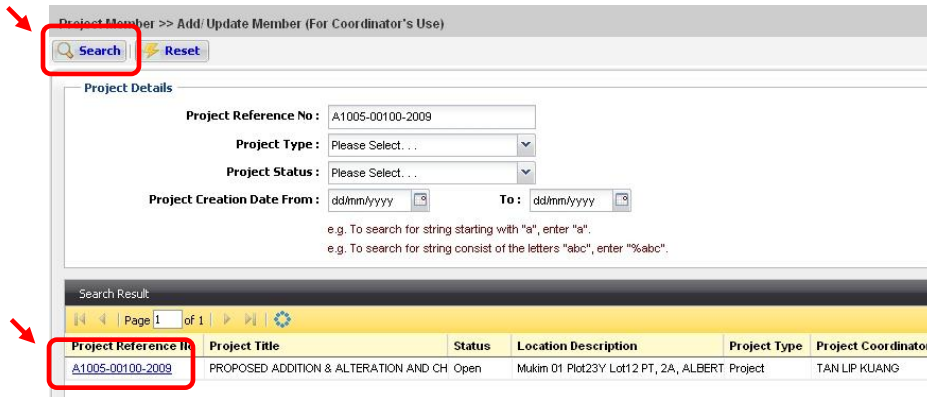 Project Member >> Add/ Update Member (For Coordinator's Use)
Search Reset
Project Details
Project Reference No : A1005-00100-2009
Project Type : Please Select. . .
Project Status : Please Select. . .
Project Creation Date From : dd/mm/yyyy To : dd/mm/yyyy
e.g. To search for string starting with "a", enter "a".
e.g. To search for string consist of the letters "abc", enter "%abc".
Search Result
Page 1 of 1
Project Reference No Project Title Status Location Description Project Type Project Coordinator
A1005-00100-2009 PROPOSED ADDITION & ALTERATION AND CH Open Mukim 01 Plot23Y Lot12 PT, 2A, ALBERT Project TAN LIP KUANG